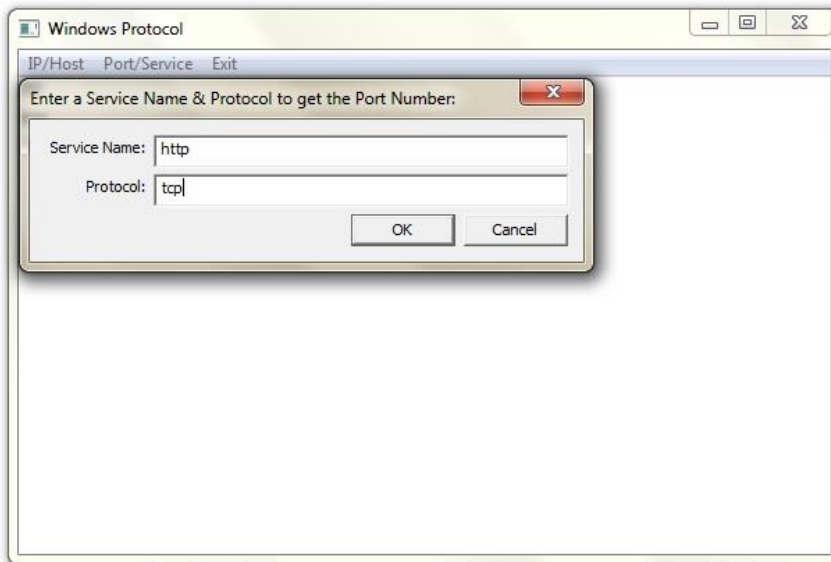 Windows Protocol
IP/Host Port/Service Exit
Enter a Service Name & Protocol to get the Port Number:
Service Name: http
Protocol: tcp
OK Cancel